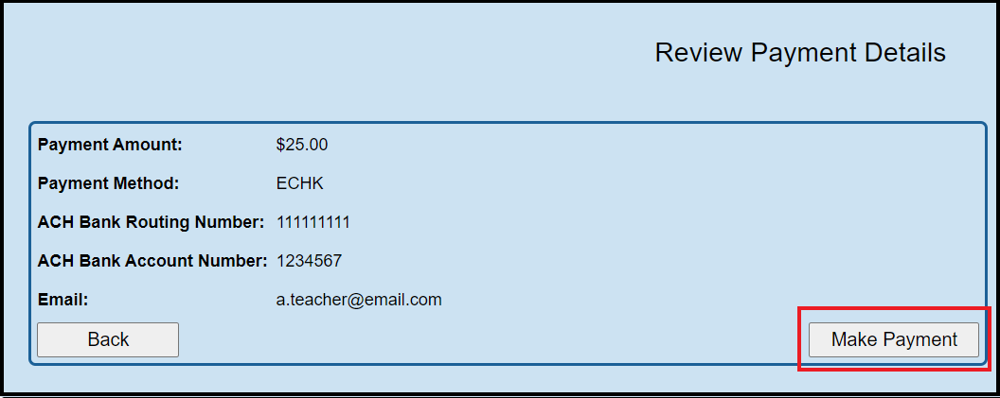 Review Payment Details
Payment Amount: $25.00
Payment Method: ECHK
ACH Bank Routing Number: 111111111
ACH Bank Account Number: 1234567
Email: a.teacher@email.com
Back Make Payment